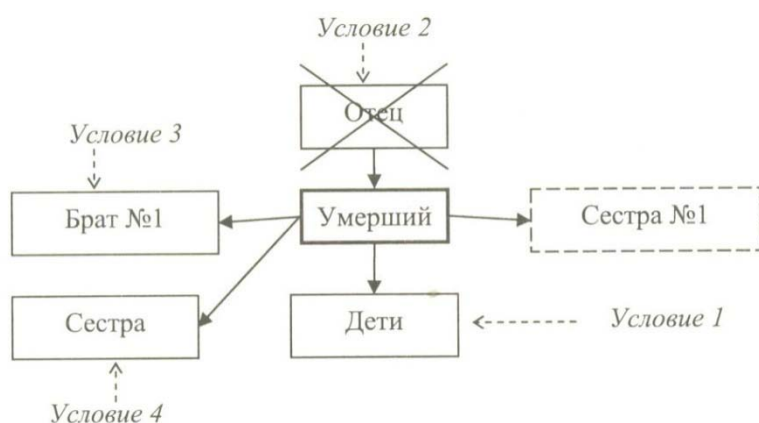 Условие 2
Отец
Условие 3
Брат №1
Умерший
Сестра №1
Сестра
Дети
Условие 1
Условие 4